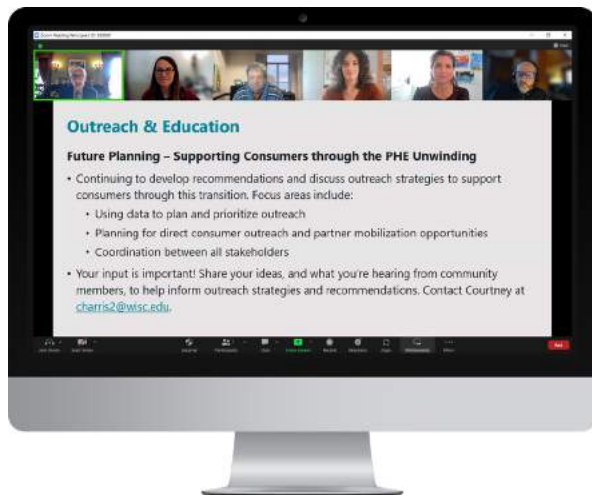 Outreach & Education
Future Planning – Supporting Consumers through the PHE Unwinding
• Continuing to develop recommendations and discuss outreach strategies to support
consumers through this transition. Focus areas include:
• Using data to plan and prioritize outreach
• Planning for direct consumer outreach and partner mobilization opportunities
• Coordination between all stakeholders
• Your input is important! Share your ideas, and what you're hearing from community
members, to help inform outreach strategies and recommendations. Contact Courtney at
charris2@wisc.edu.